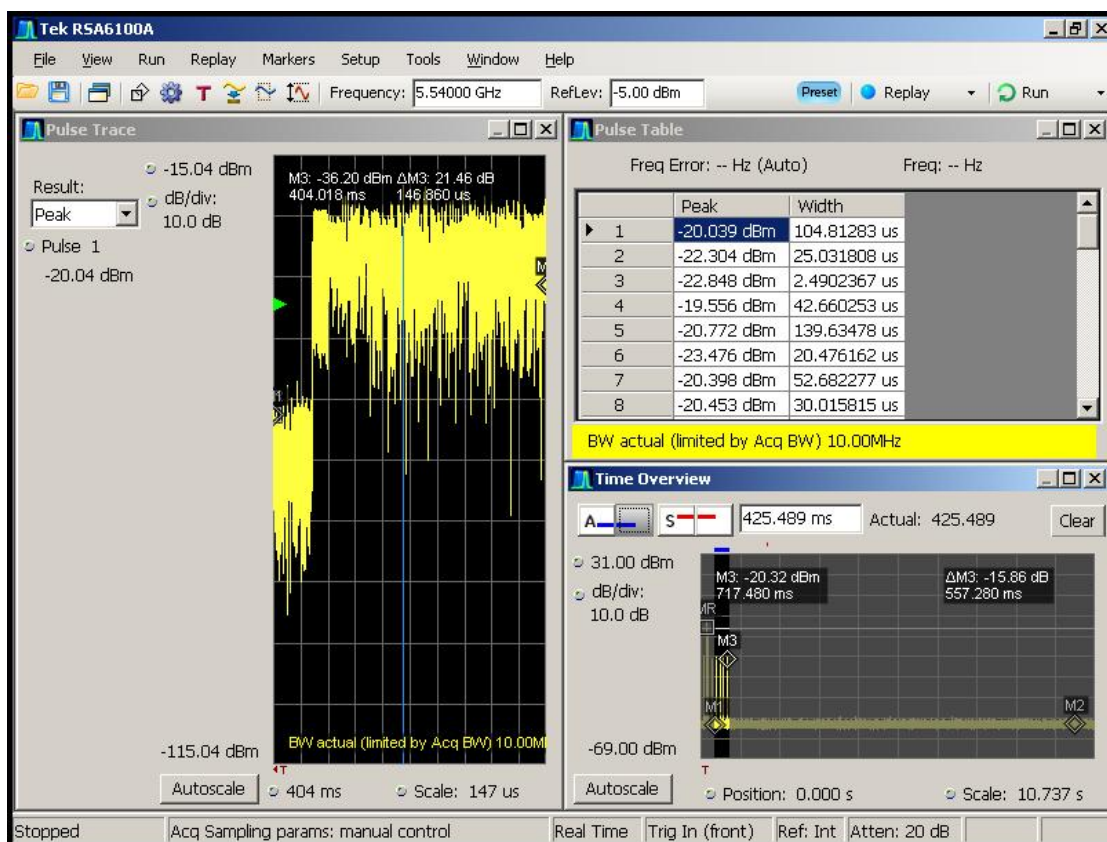 Tek RSA6100A
File View Run Replay Markers Setup Tools Window Help
Frequency: 5.54000 GHz RefLev: -5.00 dBm Preset Replay Run
Pulse Trace
Result:
Peak
Pulse 1
-20.04 dBm
-15.04 dBm
dB/div:
10.0 dB
M3: -36.20 dBm ΔM3: 21.46 dB
404.018 ms 146.860 us
M
M
BW actual (limited by Acq BW) 10.00M
-115.04 dBm
T
Autoscale 404 ms Scale: 147 us
Pulse Table
Freq Error: -- Hz (Auto) Freq: -- Hz
Peak Width
1 -20.039 dBm 104.81283 us
2 -22.304 dBm 25.031808 us
3 -22.848 dBm 2.4902367 us
4 -19.556 dBm 42.660253 us
5 -20.772 dBm 139.63478 us
6 -23.476 dBm 20.476162 us
7 -20.398 dBm 52.682277 us
8 -20.453 dBm 30.015815 us
BW actual (limited by Acq BW) 10.00MHz
Time Overview
A S 425.489 ms Actual: 425.489 Clear
31.00 dBm
dB/div:
10.0 dB
M3: -20.32 dBm ΔM3: -15.86 dB
717.480 ms 557.280 ms
MR
M3
M1 M2
-69.00 dBm
T
Autoscale Position: 0.000 s Scale: 10.737 s
Stopped Acq Sampling params: manual control Real Time Trig In (front) Ref: Int Atten: 20 dB